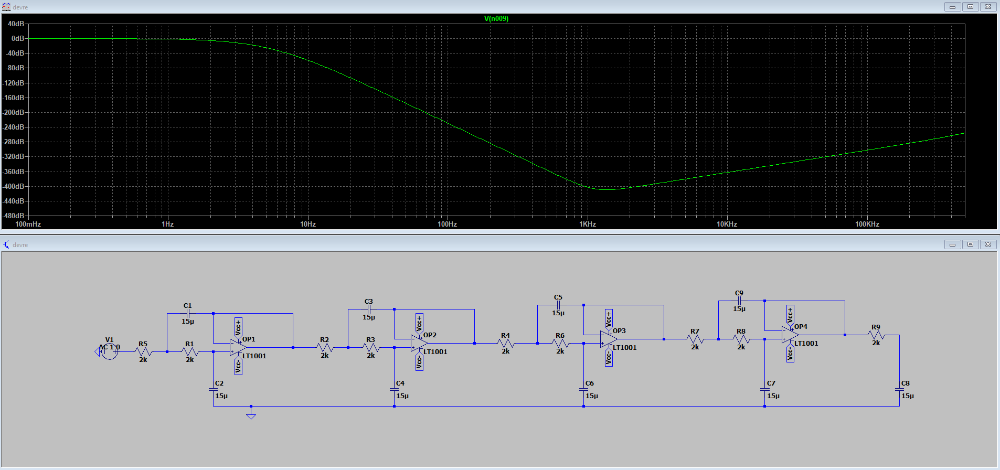 devre
V(n009)
40dB
0dB
-40dB
-80dB
-120dB
-160dB
-200dB
-240dB
-280dB
-320dB
-360dB
-400dB
-440dB
-480dB
100mHz 1Hz 10Hz 100Hz 1KHz 10KHz 100KHz
devre
V1
AC 1 0
R5
2k
C1
15µ
R1
2k
Vcc+
OP1
LT1001
Vcc-
C2
15µ
R2
2k
C3
15µ
R3
2k
Vcc+
OP2
LT1001
Vcc-
C4
15µ
R4
2k
C5
15µ
R6
2k
Vcc+
OP3
LT1001
Vcc-
C6
15µ
R7
2k
C9
15µ
R8
2k
Vcc+
OP4
LT1001
Vcc-
C7
15µ
R9
2k
C8
15µ